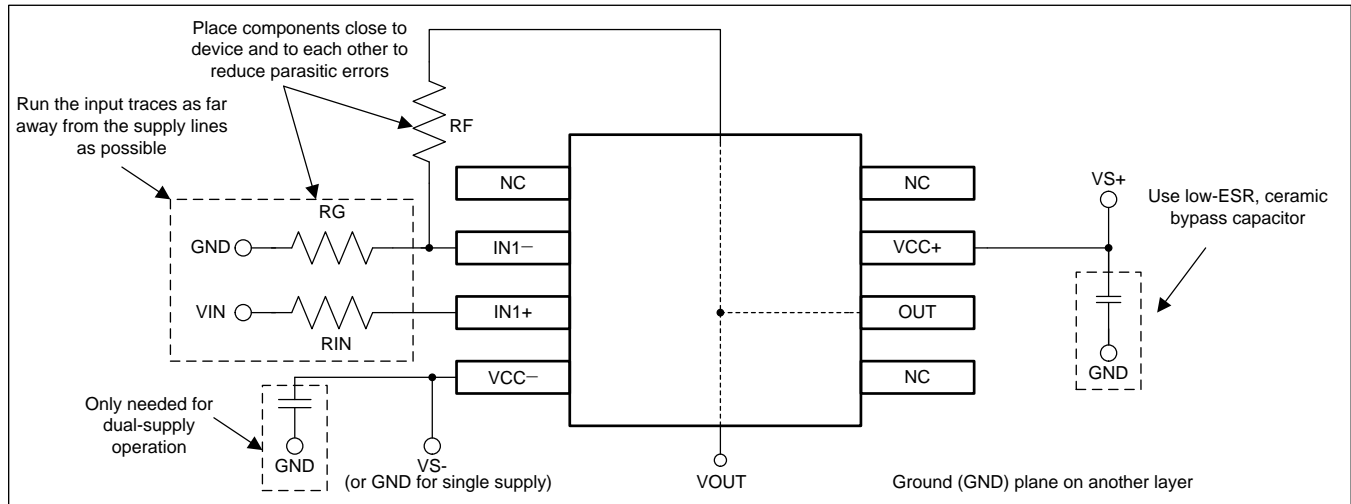 Place components close to
device and to each other to
reduce parasitic errors
Run the input traces as far
away from the supply lines
as possible
RF
NC
NC
VS+
Use low-ESR, ceramic
bypass capacitor
RG
GND
IN1−
VCC+
VIN
IN1+
OUT
RIN
VCC−
NC
GND
Only needed for
dual-supply
operation
GND
VS-
(or GND for single supply)
VOUT
Ground (GND) plane on another layer